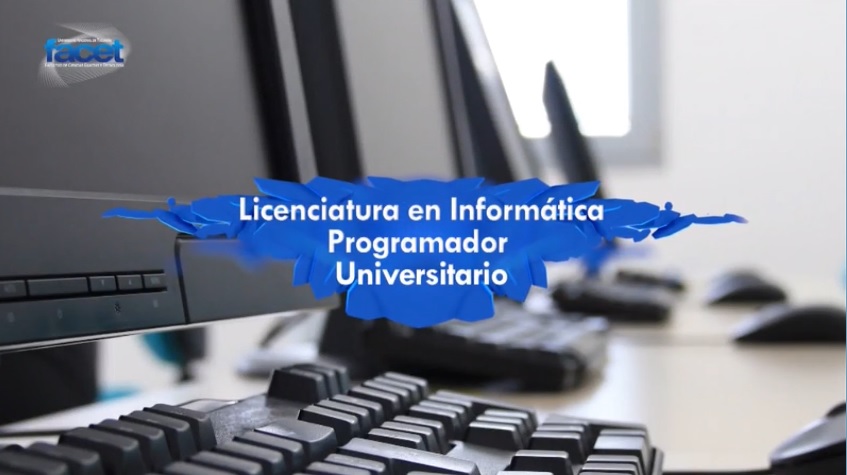 facet
Licenciatura en Informática
Programador
Universitario